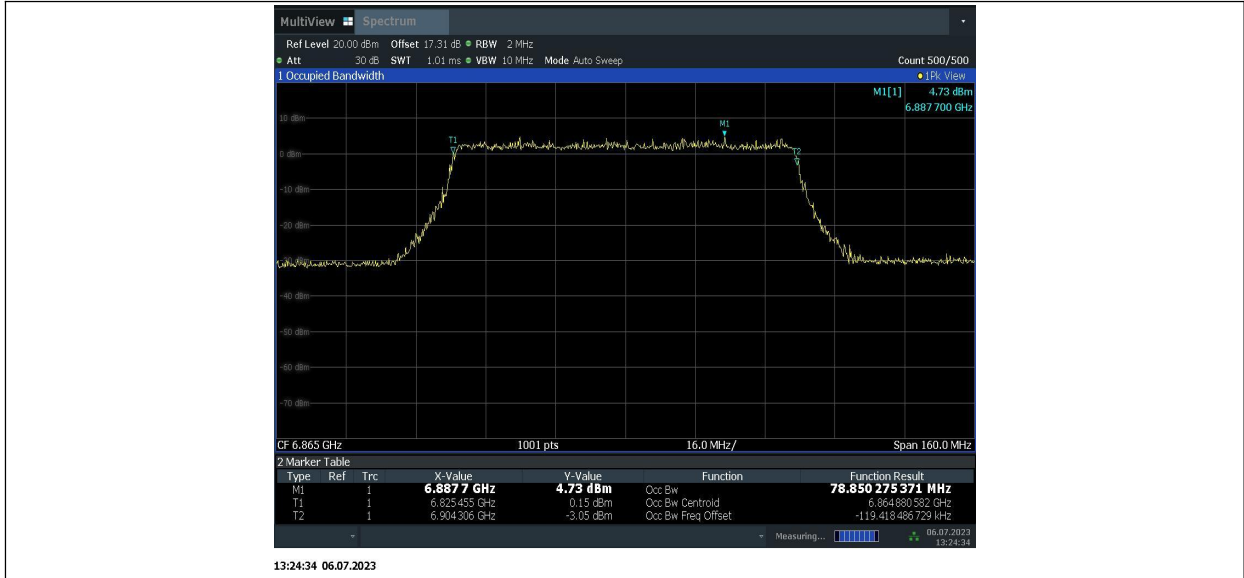 MultiView Spectrum
Ref Level 20.00 dBm Offset 17.31 dB RBW 2 MHz
Att 30 dB SWT 1.01 ms VBW 10 MHz Mode Auto Sweep Count 500/500
1 Occupied Bandwidth 1Pk View
M1[1] 4.73 dBm
6.887 700 GHz
10 dBm
M1
T1
T2
0 dBm
-10 dBm
-20 dBm
-30 dBm
-40 dBm
-50 dBm
-60 dBm
-70 dBm
CF 6.865 GHz 1001 pts 16.0 MHz/ Span 160.0 MHz
2 Marker Table
Type Ref Trc X-Value Y-Value Function Function Result
M1 1 6.8877 GHz 4.73 dBm Occ Bw 78.850 275 371 MHz
T1 1 6.825 455 GHz 0.15 dBm Occ Bw Centroid 6.864 880 582 GHz
T2 1 6.904 306 GHz -3.05 dBm Occ Bw Freq Offset -119.418 486 729 kHz
Measuring... 06.07.2023
13:24:34
13:24:34 06.07.2023